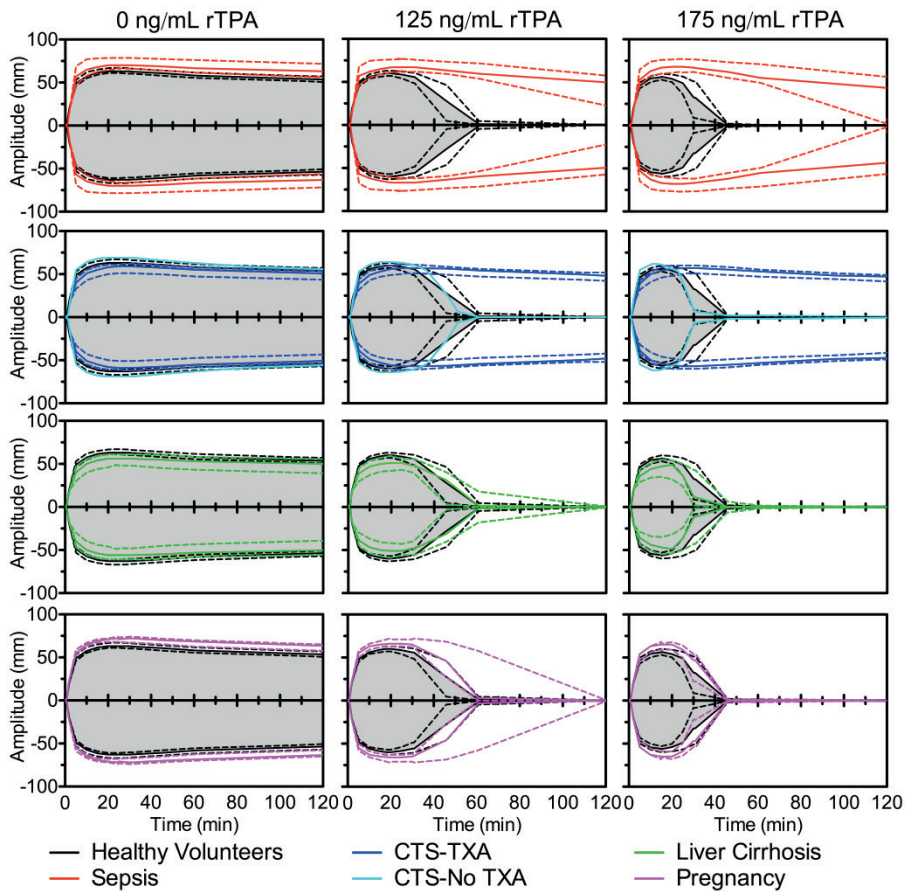 0 ng/mL rTPA 125 ng/mL rTPA 175 ng/mL rTPA
100
50
0
-50
-100
Amplitude (mm)
100
50
0
-50
-100
Amplitude (mm)
100
50
0
-50
-100
Amplitude (mm)
100
50
0
-50
-100
Amplitude (mm)
0 20 40 60 80 100 120 0 20 40 60 80 100 120 0 20 40 60 80 100 120
Time (min) Time (min) Time (min)
Healthy Volunteers CTS-TXA Liver Cirrhosis
Sepsis CTS-No TXA Pregnancy